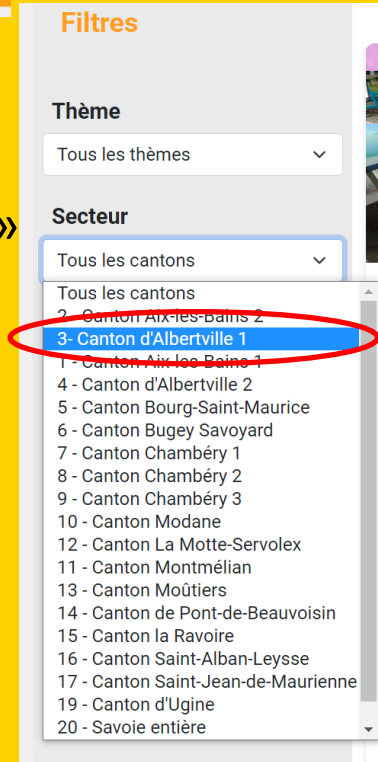 Filtres
Thème
Tous les thèmes
»
Secteur
Tous les cantons
Tous les cantons
2 - Canton Aix-les-Bains 2
3- Canton d'Albertville 1
1 - Canton Aix-les-Bains 1
4 - Canton d'Albertville 2
5 - Canton Bourg-Saint-Maurice
6 - Canton Bugey Savoyard
7 - Canton Chambéry 1
8 - Canton Chambéry 2
9 - Canton Chambéry 3
10 - Canton Modane
12 - Canton La Motte-Servolex
11 - Canton Montmélian
13 - Canton Moûtiers
14 - Canton de Pont-de-Beauvoisin
15 - Canton la Ravoire
16 - Canton Saint-Alban-Leysse
17 - Canton Saint-Jean-de-Maurienne
19 - Canton d'Ugine
20 - Savoie entière